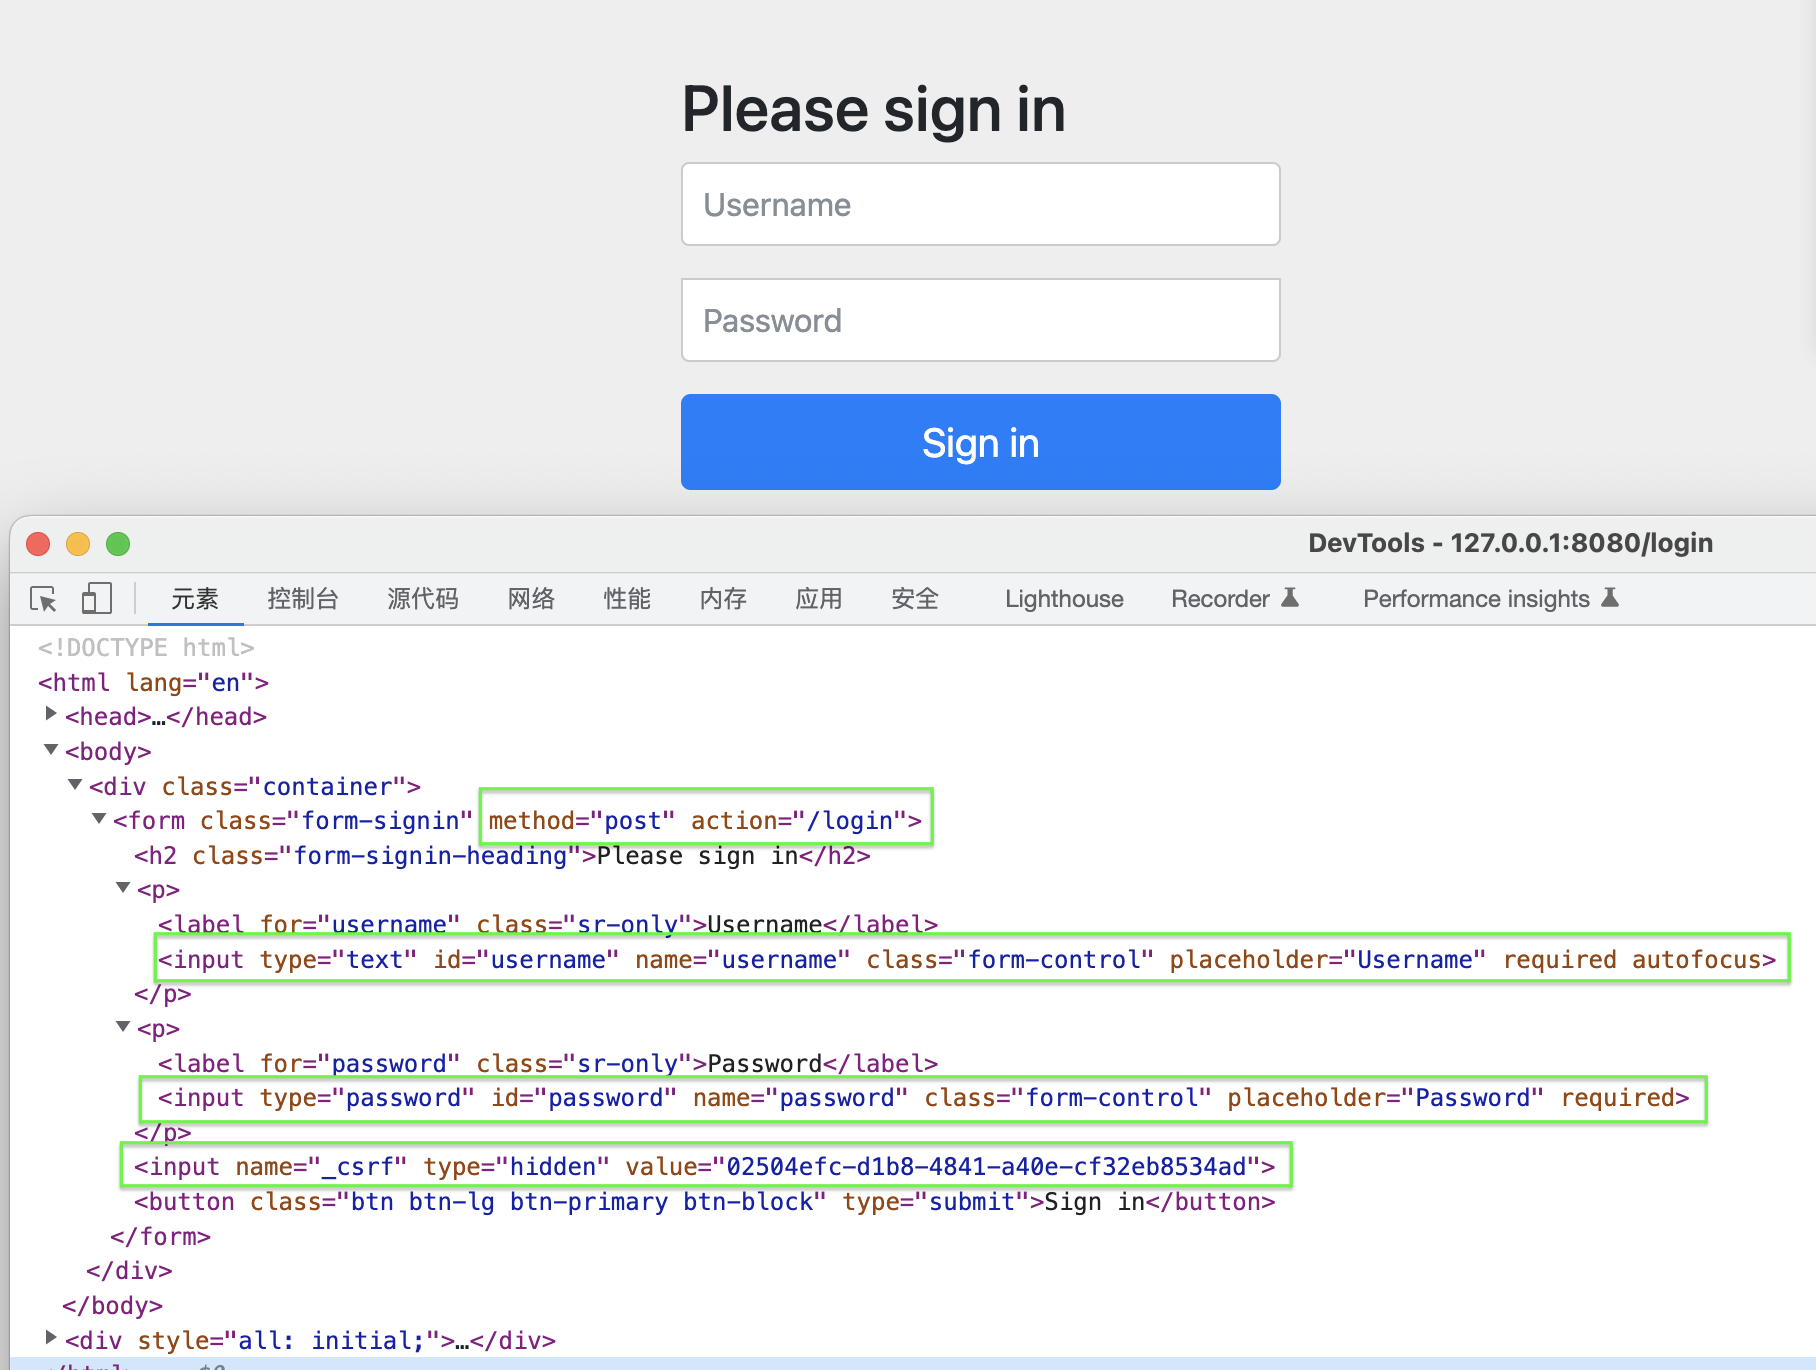 Please sign in
Username
Password
Sign in
DevTools - 127.0.0.1:8080/login
元素 控制台 源代码 网络 性能 内存 应用 安全 Lighthouse Recorder Performance insights
<!DOCTYPE html>
<html lang="en">
<head>…</head>
<body>
<div class="container">
<form class="form-signin" method="post" action="/login">
<h2 class="form-signin-heading">Please sign in</h2>
<p>
<label for="username" class="sr-only">Username</label>
<input type="text" id="username" name="username" class="form-control" placeholder="Username" required autofocus>
</p>
<p>
<label for="password" class="sr-only">Password</label>
<input type="password" id="password" name="password" class="form-control" placeholder="Password" required>
</p>
<input name="_csrf" type="hidden" value="02504efc-d1b8-4841-a40e-cf32eb8534ad">
<button class="btn btn-lg btn-primary btn-block" type="submit">Sign in</button>
</form>
</div>
</body>
<div style="all: initial;">…</div>